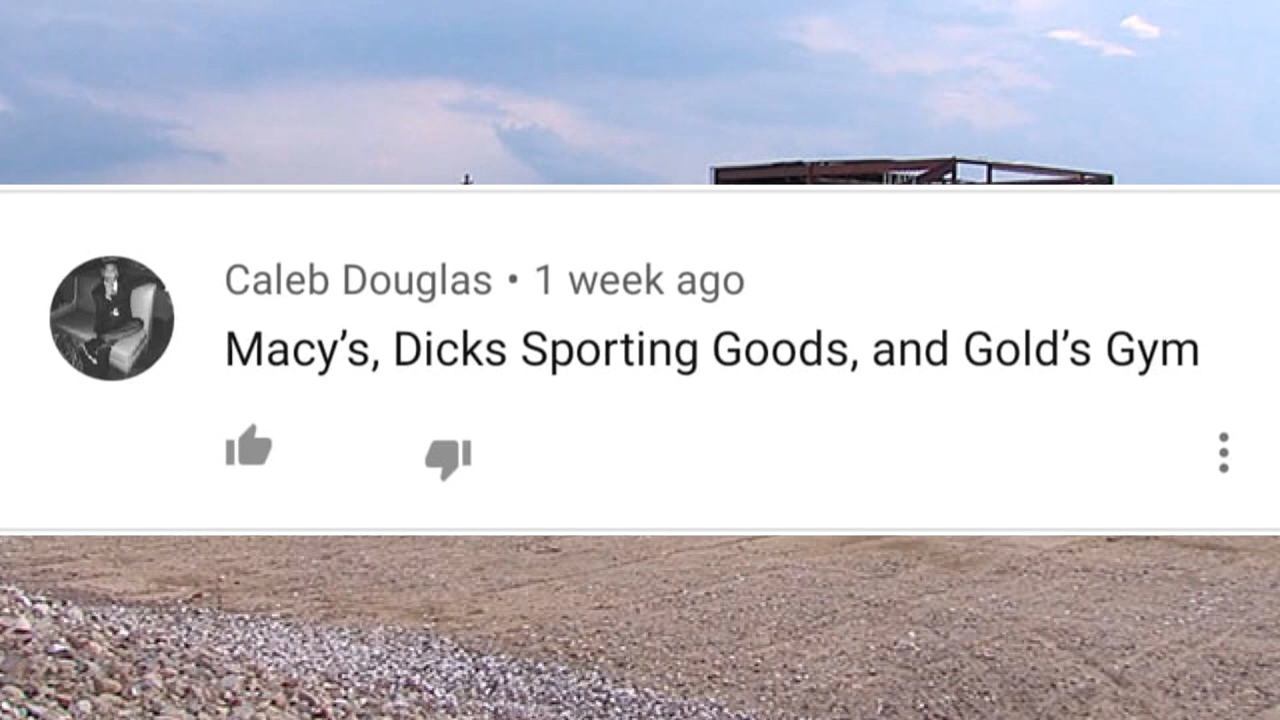 Caleb Douglas • 1 week ago
Macy’s, Dicks Sporting Goods, and Gold’s Gym